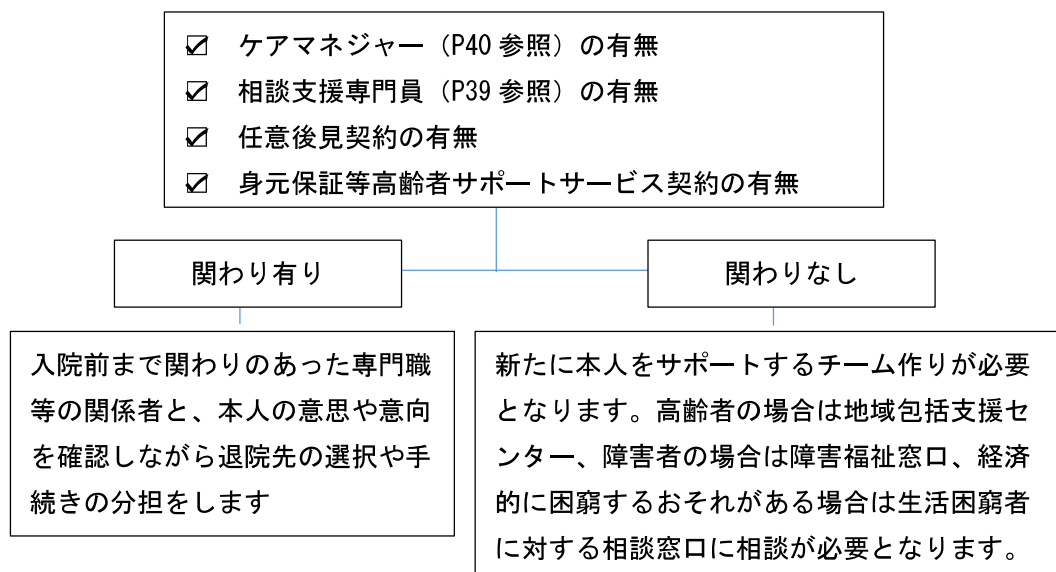 ☑ ケアマネジャー（P40 参照）の有無
☑ 相談支援専門員（P39 参照）の有無
☑ 任意後見契約の有無
☑ 身元保証等高齢者サポートサービス契約の有無
関わり有り
関わりなし
入院前まで関わりのあった専門職
等の関係者と、本人の意思や意向
を確認しながら退院先の選択や手
続きの分担をします
新たに本人をサポートするチーム作りが必要
となります。高齢者の場合は地域包括支援セ
ンター、障害者の場合は障害福祉窓口、経済
的に困窮するおそれがある場合は生活困窮者
に対する相談窓口に相談が必要となります。